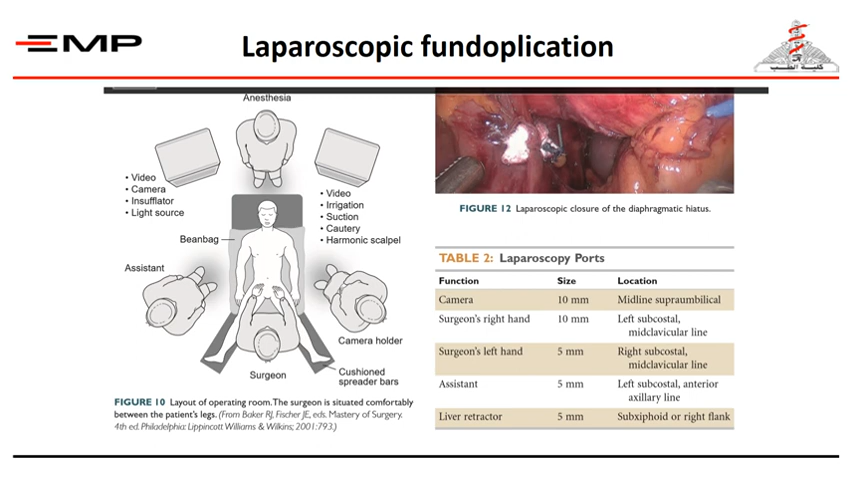 EMP
Laparoscopic fundoplication
كلية الطب
Anesthesia
• Video
• Camera
• Insufflator
• Light source
• Video
• Irrigation
• Suction
• Cautery
• Harmonic scalpel
Beanbag
Assistant
Camera holder
Surgeon
Cushioned
spreader bars
FIGURE 10 Layout of operating room. The surgeon is situated comfortably
between the patient's legs. (From Baker RJ, Fischer JE, eds. Mastery of Surgery.
4th ed. Philadelphia: Lippincott Williams & Wilkins; 2001:793.)
FIGURE 12 Laparoscopic closure of the diaphragmatic hiatus.
TABLE 2: Laparoscopy Ports
Function Size Location
Camera 10 mm Midline supraumbilical
Surgeon's right hand 10 mm Left subcostal,
midclavicular line
Surgeon's left hand 5 mm Right subcostal,
midclavicular line
Assistant 5 mm Left subcostal, anterior
axillary line
Liver retractor 5 mm Subxiphoid or right flank